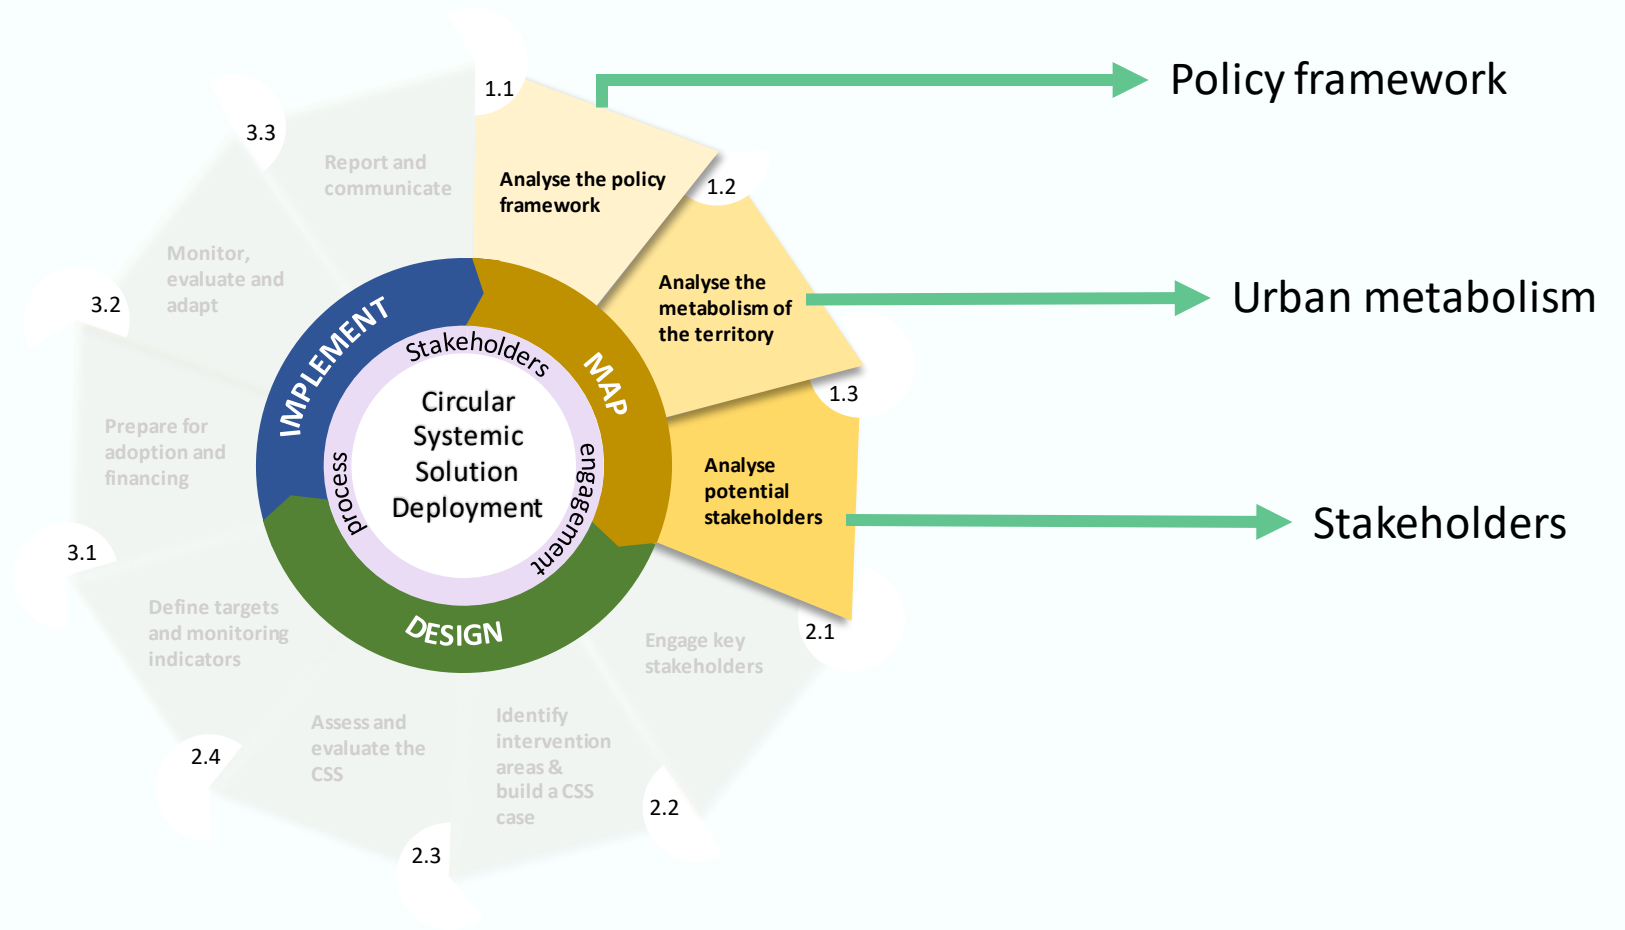 1.1
Analyse the policy
framework
Policy framework
1.2
Analyse the
metabolism of
the territory
Urban metabolism
1.3
Analyse
potential
stakeholders
Stakeholders
2.1
Engage key
stakeholders
2.2
Identify
intervention
areas &
build a CSS
case
2.3
Assess and
evaluate the
CSS
2.4
Define targets
and monitoring
indicators
3.1
Prepare for
adoption and
financing
3.2
Monitor,
evaluate and
adapt
3.3
Report and
communicate
MAP
DESIGN
IMPLEMENT
Stakeholders
engagement
process
Circular
Systemic
Solution
Deployment